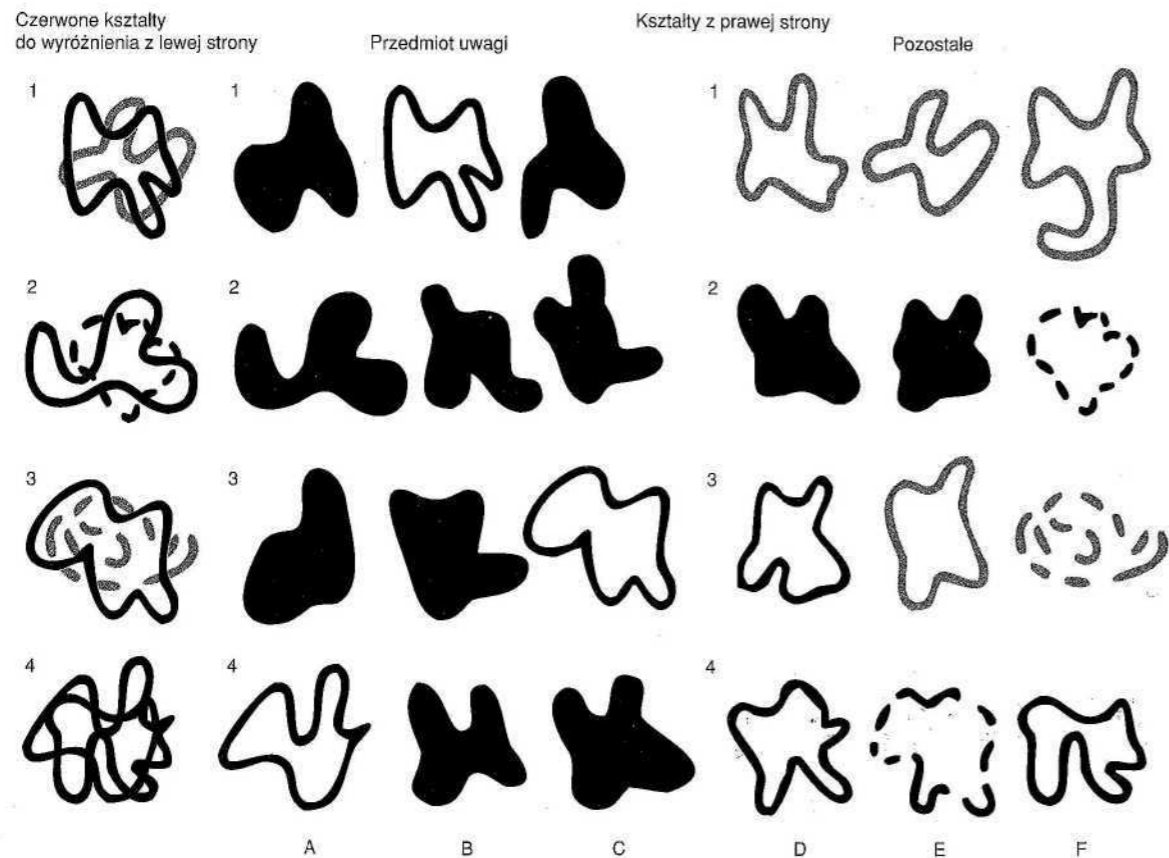 Czerwone kształty
do wyróżnienia z lewej strony
Przedmiot uwagi
Kształty z prawej strony
Pozostałe
1
1
1
2
2
2
3
3
3
4
4
4
A
B
C
D
E
F